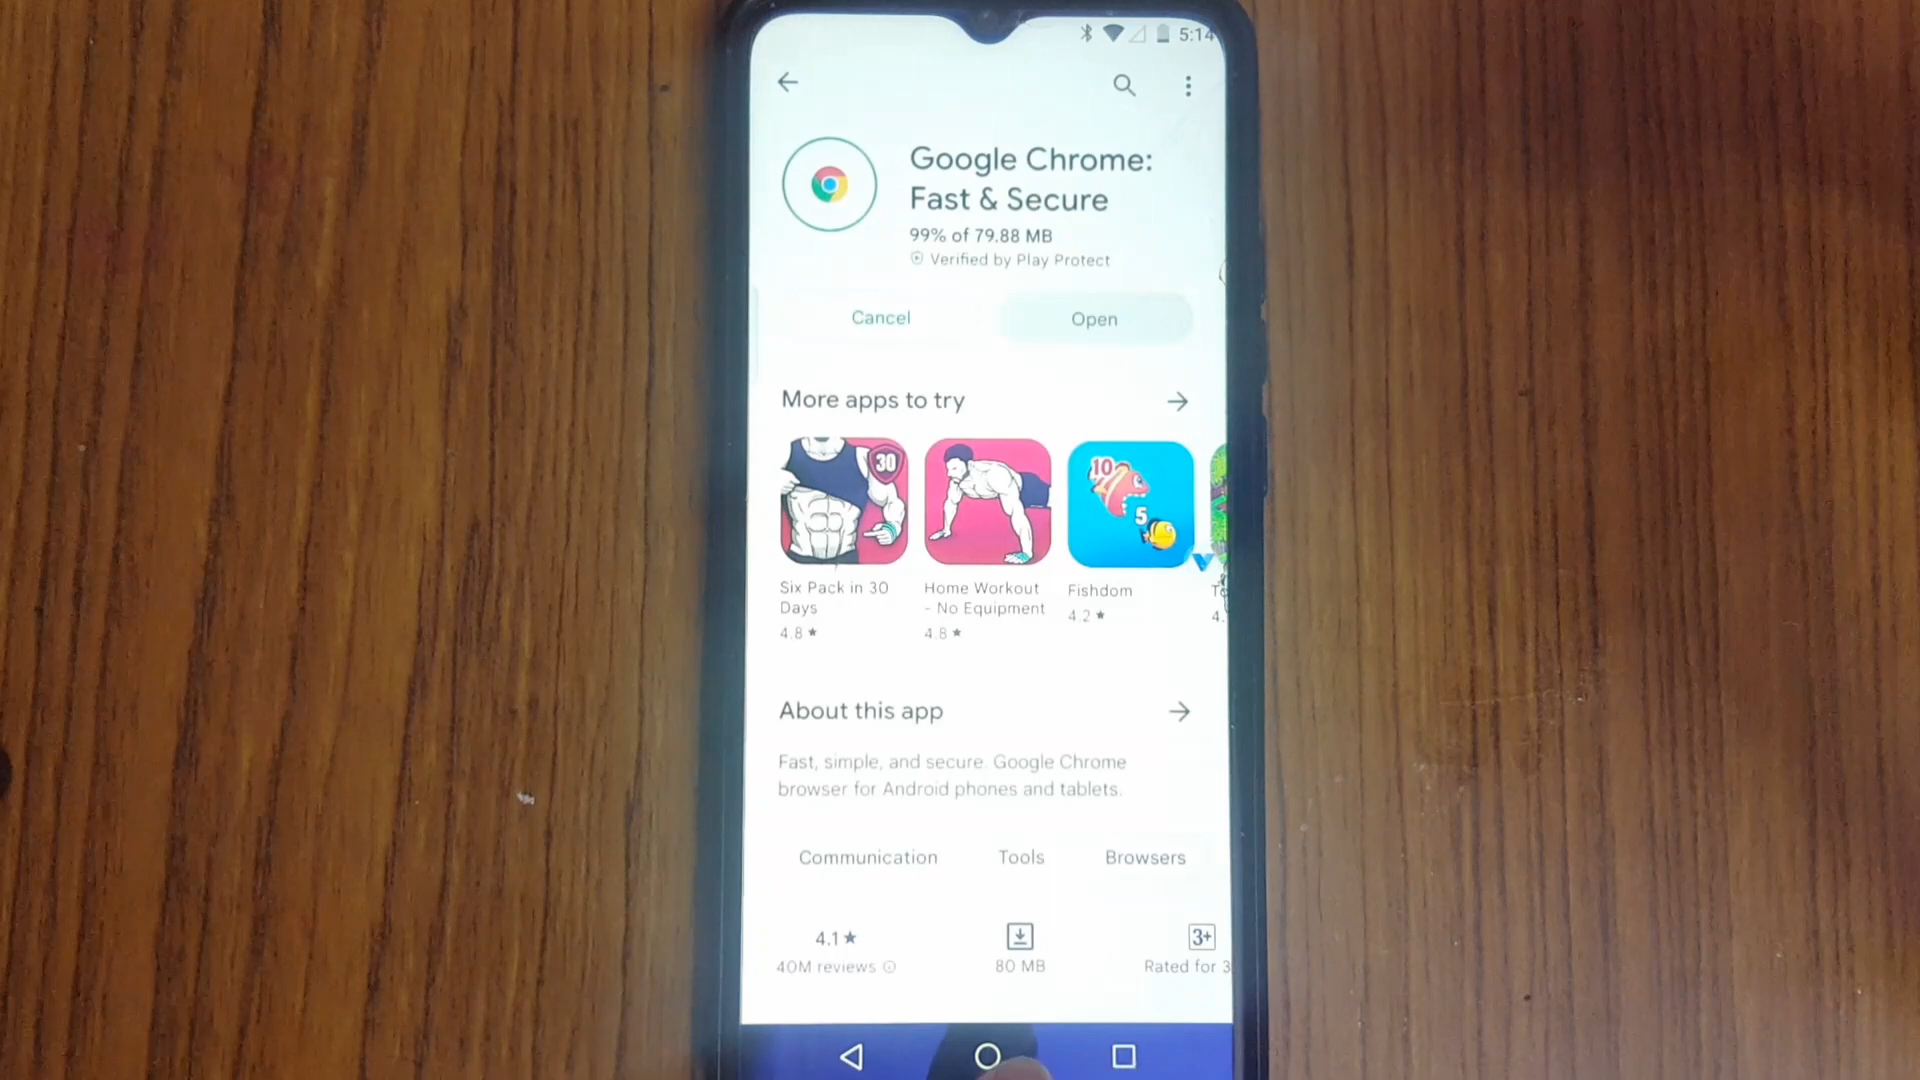 5:14
Google Chrome:
Fast & Secure
99% of 79.88 MB
Verified by Play Protect
Cancel
Open
More apps to try
30
10
5
Six Pack in 30
Days
4.8 ★
Home Workout
- No Equipment
4.8 ★
Fishdom
4.2 ★
4.
About this app
Fast, simple, and secure. Google Chrome
browser for Android phones and tablets.
Communication
Tools
Browsers
4.1 ★
40M reviews
80 MB
3+
Rated for 3